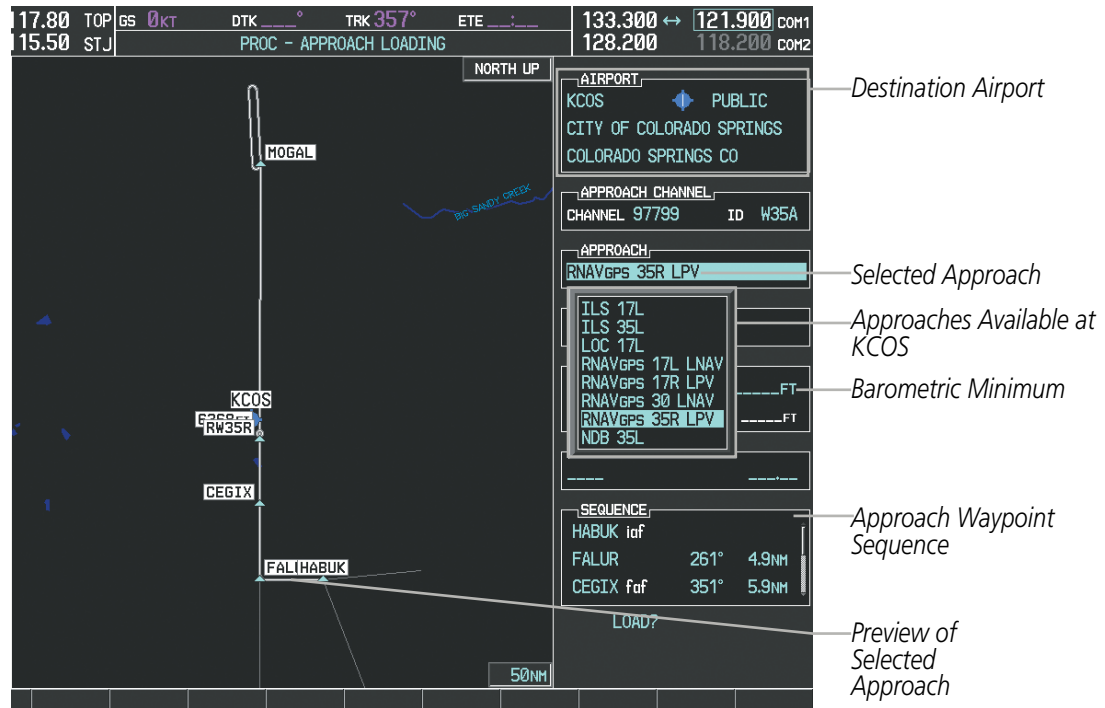 17.80 TOP GS 0KT DTK ___° TRK 357° ETE __:__ 133.300 ↔ 121.900 COM1
15.50 STJ PROC - APPROACH LOADING 128.200 118.200 COM2
NORTH UP
MOGAL
BIG SANDY CREEK
KCOS
RW35R
CEGIX
FAL
HABUK
50NM
AIRPORT
KCOS PUBLIC
CITY OF COLORADO SPRINGS
COLORADO SPRINGS CO
APPROACH CHANNEL
CHANNEL 97799 ID W35A
APPROACH
RNAVGPS 35R LPV
ILS 17L
ILS 35L
LOC 17L
RNAVGPS 17L LNAV
RNAVGPS 17R LPV
RNAVGPS 30 LNAV
RNAVGPS 35R LPV
NDB 35L
_____FT
_____FT
____ ___:__
SEQUENCE
HABUK iaf
FALUR 261° 4.9NM
CEGIX faf 351° 5.9NM
LOAD?
Destination Airport
Selected Approach
Approaches Available at
KCOS
Barometric Minimum
Approach Waypoint
Sequence
Preview of
Selected
Approach